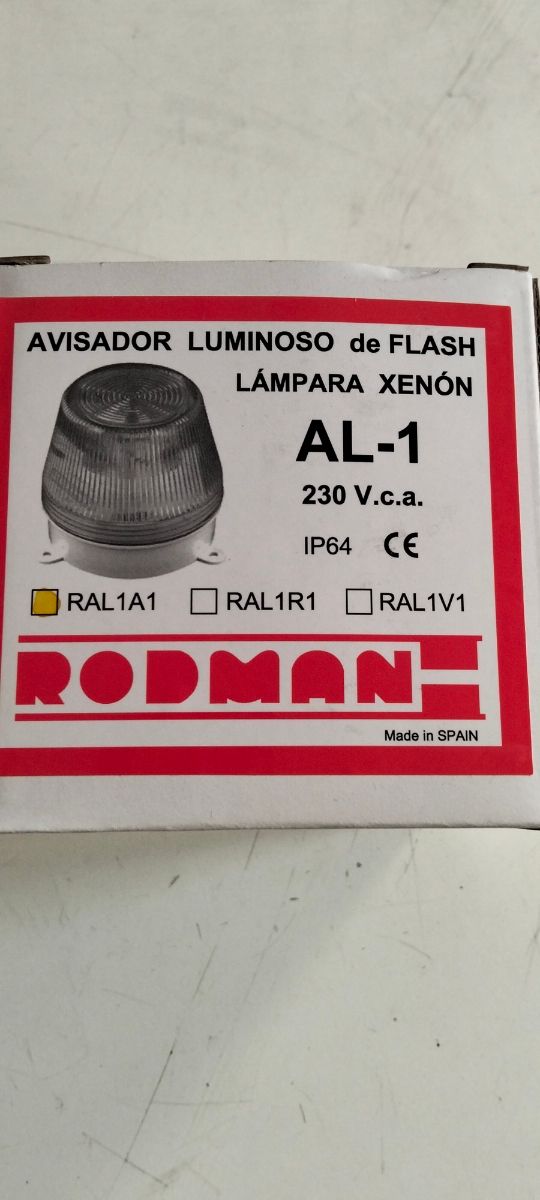 AVISADOR LUMINOSO de FLASH
LÁMPARA XENÓN
AL-1
230 V.c.a.
IP64 CE
RAL1A1 RAL1R1 RAL1V1
RODMAN
Made in SPAIN